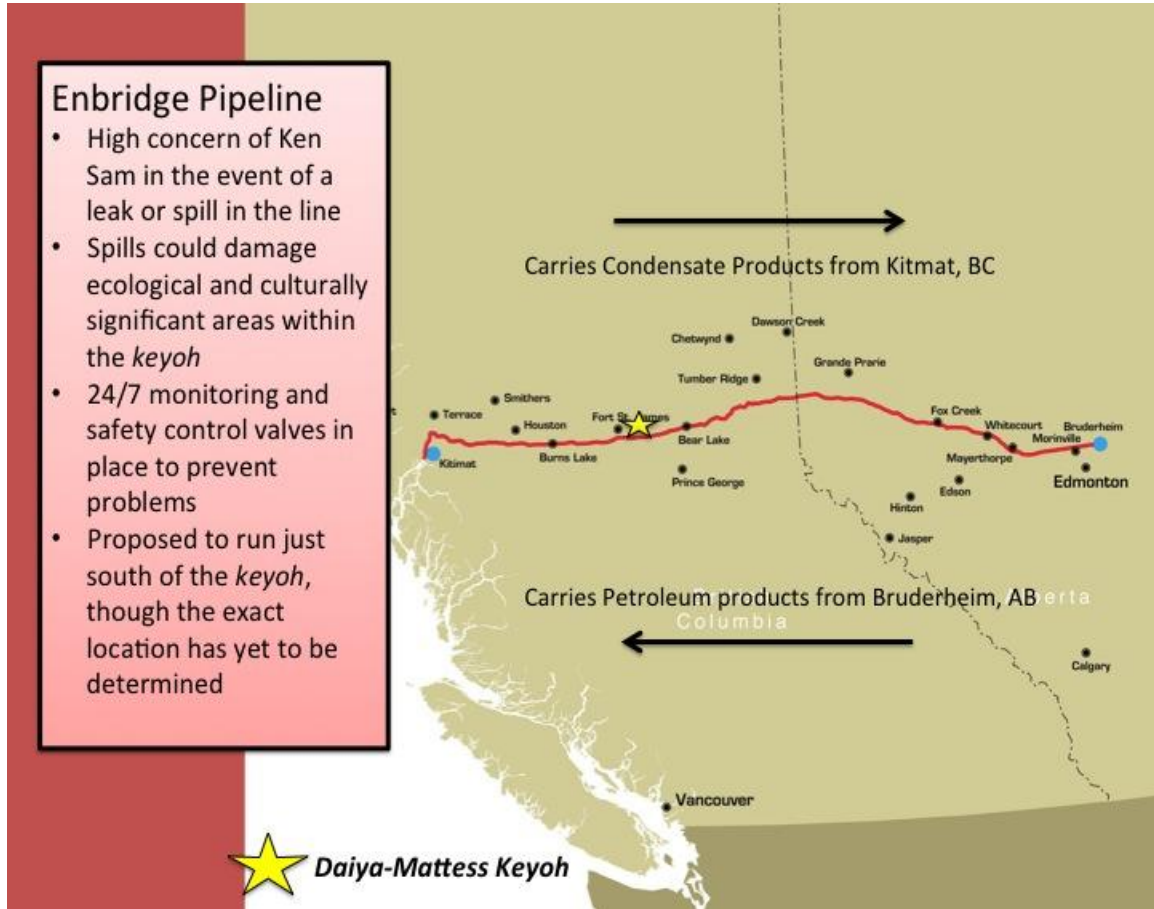 Enbridge Pipeline
• High concern of Ken
Sam in the event of a
leak or spill in the line
• Spills could damage
ecological and culturally
significant areas within
the keyoh
• 24/7 monitoring and
safety control valves in
place to prevent
problems
• Proposed to run just
south of the keyoh,
though the exact
location has yet to be
determined
Carries Condensate Products from Kitmat, BC
Dawson Creek
Chetwynd
Grande Prarie
Tumber Ridge
Smithers
Terrace
Fort St. James
Houston
Bear Lake
Fox Creek
Whitecourt
Bruderheim
Morinville
Kitimat
Burns Lake
Mayerthorpe
Prince George
Edson
Edmonton
Hinton
Jasper
Carries Petroleum products from Bruderheim, AB
Columbia
Calgary
Vancouver
Daiya-Mattess Keyoh